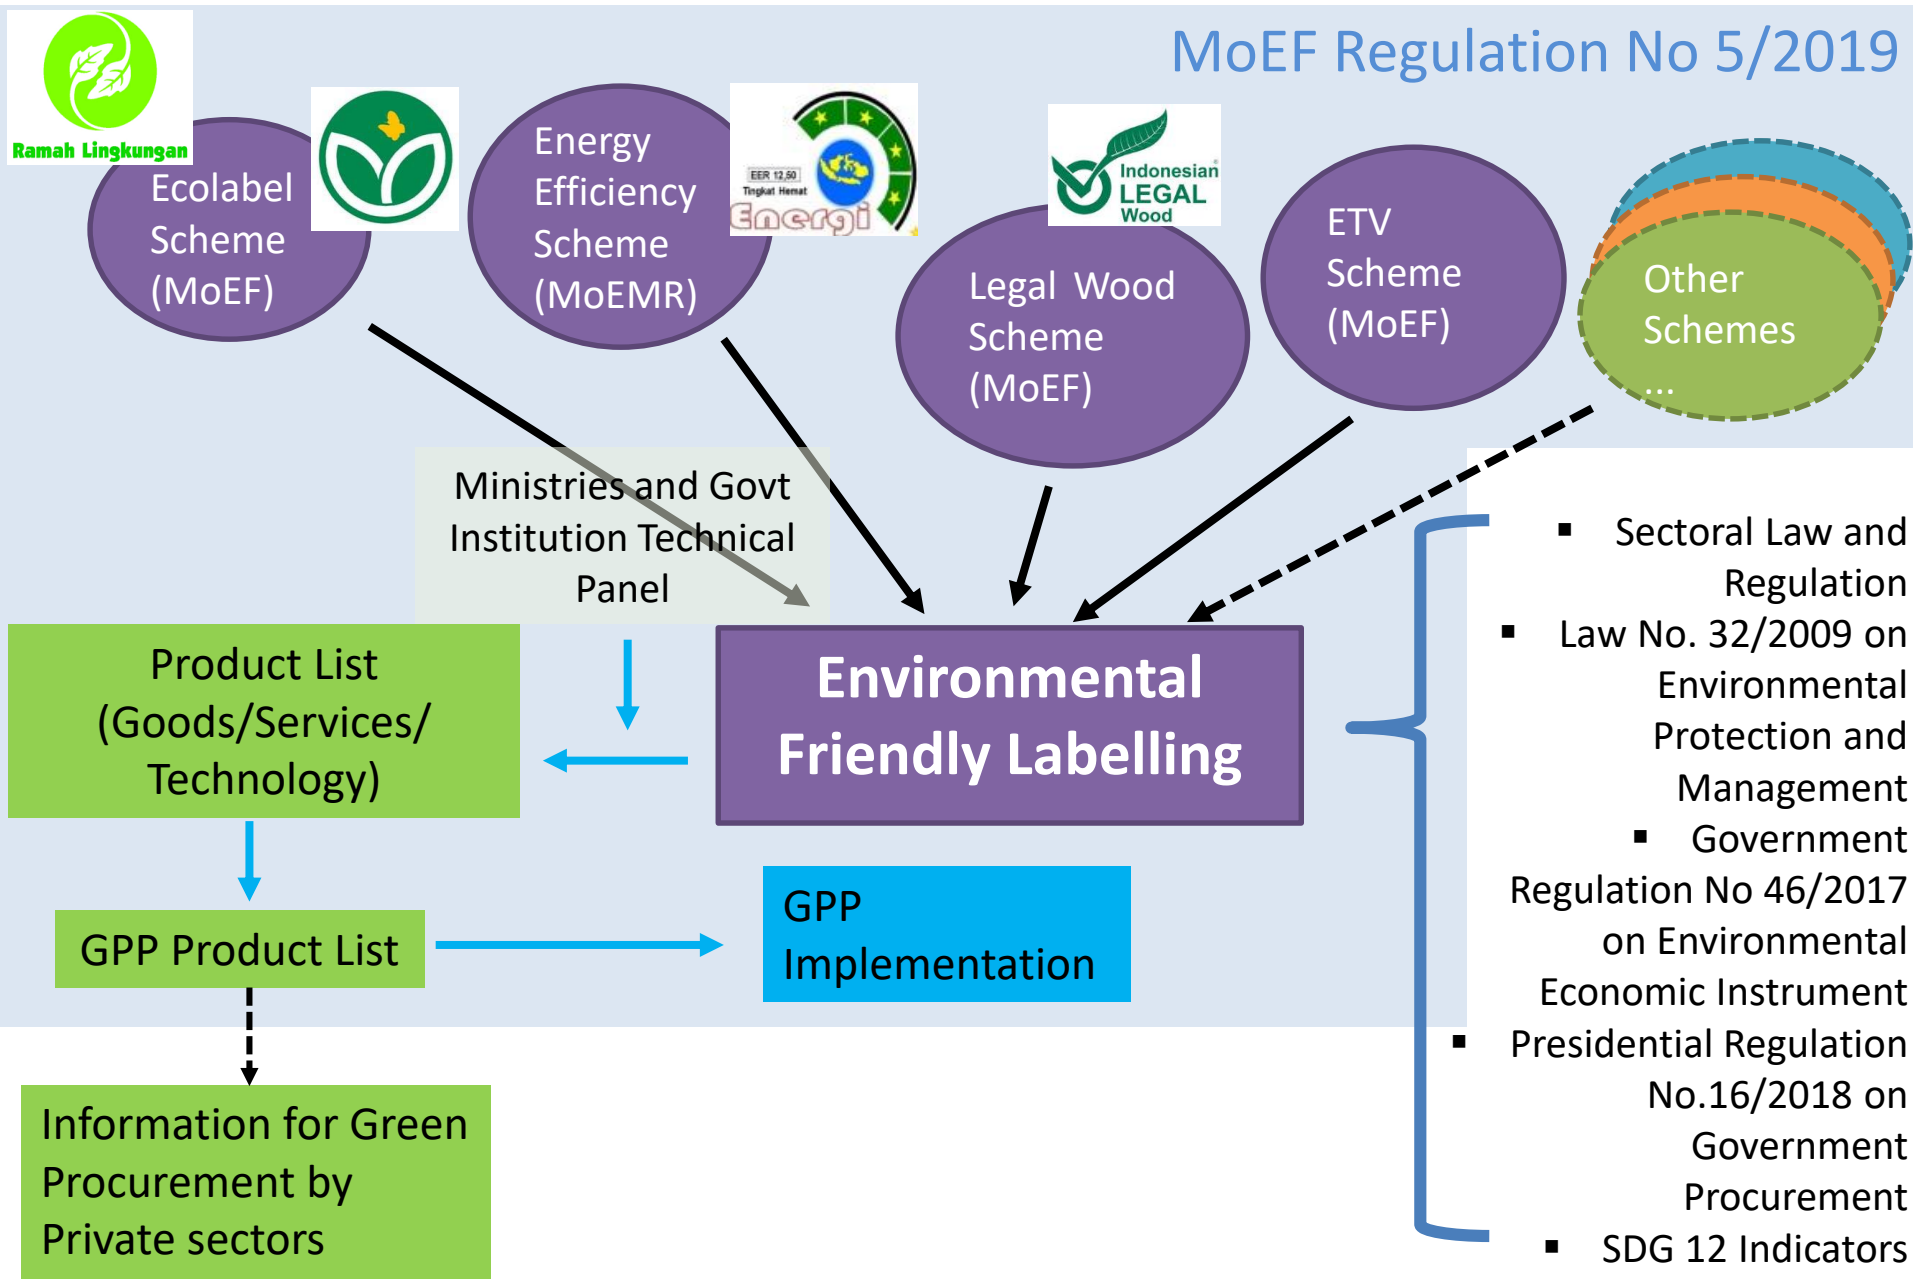 MoEF Regulation No 5/2019
Ramah Lingkungan
Ecolabel
Scheme
(MoEF)
Energy
Efficiency
Scheme
(MoEMR)
EER 12,50
Tingkat Hemat
Energi
Indonesian
LEGAL
Wood
Legal Wood
Scheme
(MoEF)
ETV
Scheme
(MoEF)
Other
Schemes
...
Ministries and Govt
Institution Technical
Panel
Environmental
Friendly Labelling
Product List
(Goods/Services/
Technology)
GPP Product List
GPP
Implementation
Information for Green
Procurement by
Private sectors
▪ Sectoral Law and
Regulation
▪ Law No. 32/2009 on
Environmental
Protection and
Management
▪ Government
Regulation No 46/2017
on Environmental
Economic Instrument
▪ Presidential Regulation
No.16/2018 on
Government
Procurement
▪ SDG 12 Indicators